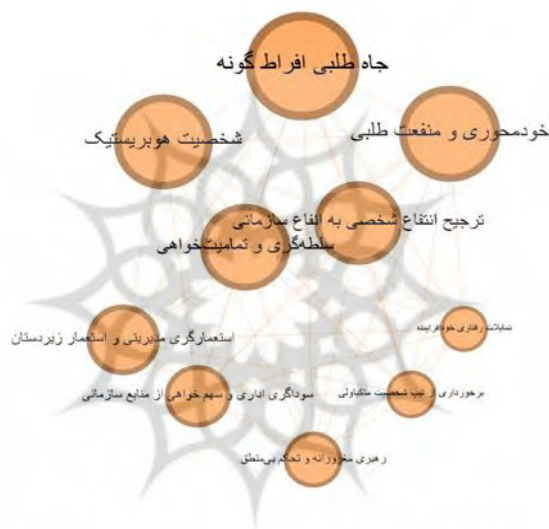 جاه طلبی افراط گونه
خودمحوری و منفعت طلبی
شخصیت هوبریستیک
ترجیح انتفاع شخصی به انفاع سازمانی
سلطه‌گری و تمامیت‌خواهی
تمایلات رفتاری خودافزاینده
استعمارگری مدیریتی و استعمار زیردستان
برخورداری از تیپ شخصیت ماکیاولی
سوداگری اداری و سهم خواهی از منابع سازمانی
رهبری مغرورانه و تحکم بی‌منطق